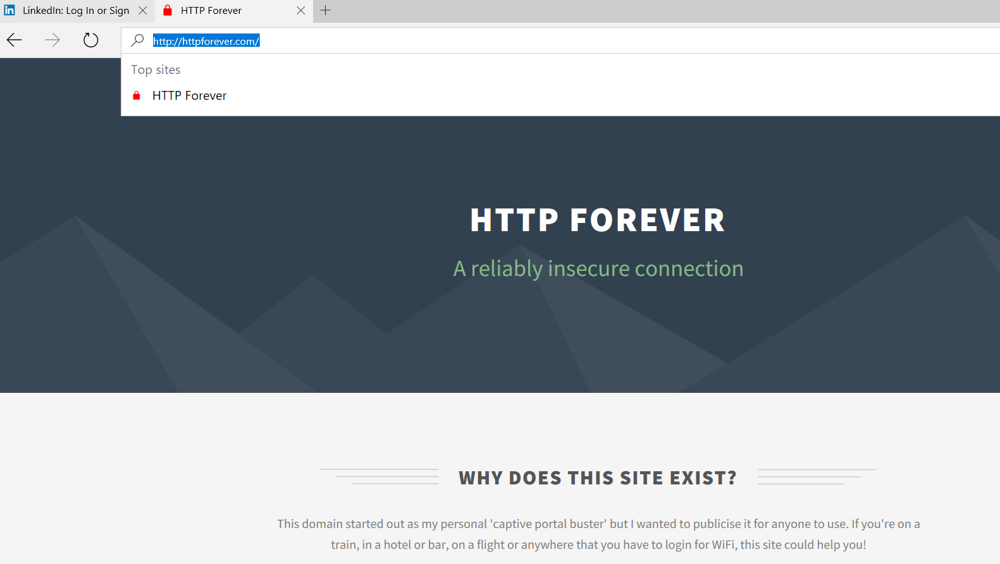 LinkedIn: Log In or Sign
HTTP Forever
http://httpforever.com/
Top sites
HTTP Forever
HTTP FOREVER
A reliably insecure connection
WHY DOES THIS SITE EXIST?
This domain started out as my personal 'captive portal buster' but I wanted to publicise it for anyone to use. If you're on a
train, in a hotel or bar, on a flight or anywhere that you have to login for WiFi, this site could help you!